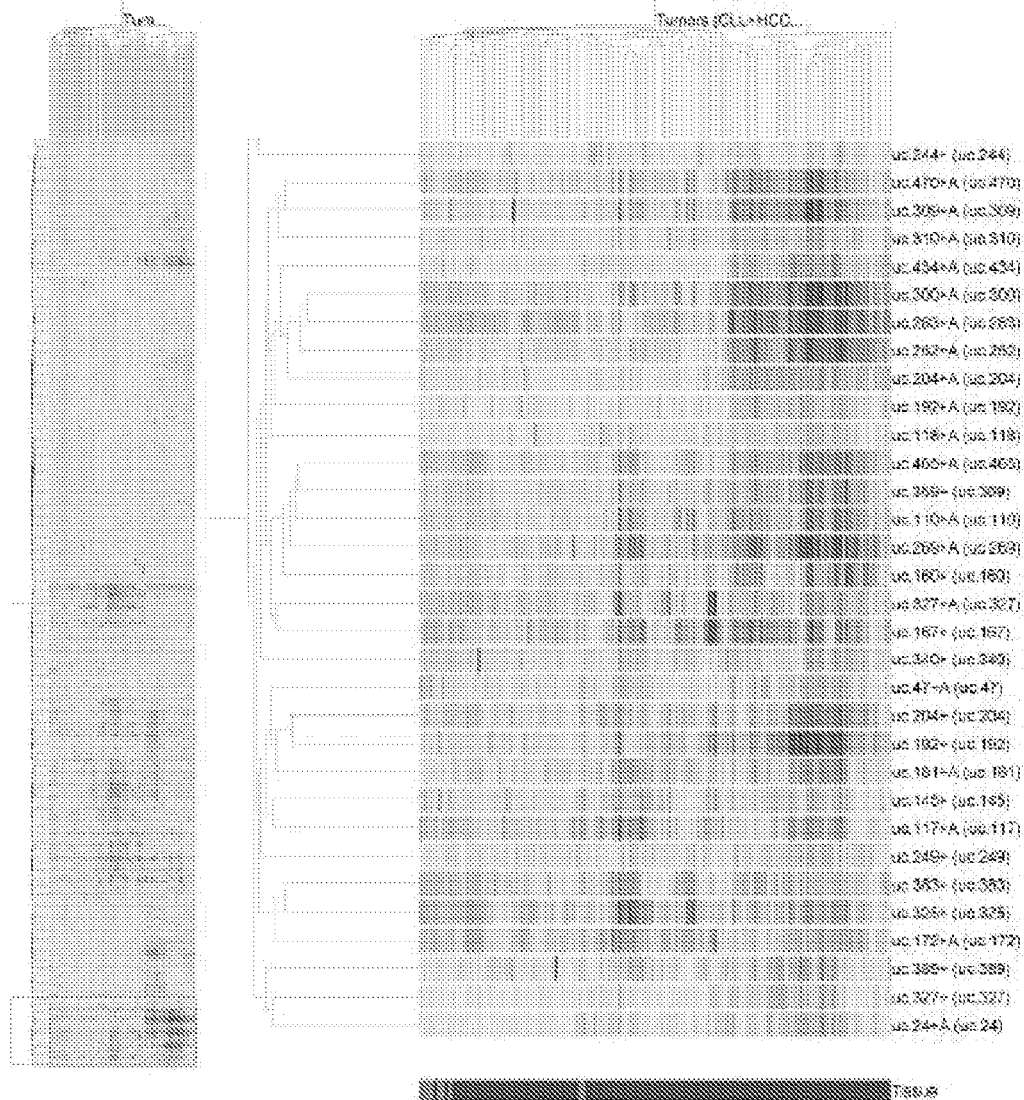 Tum...
Tumors (CLL+HCC...
uc.244+ (uc.244)
uc.470+A (uc.470)
uc.309+A (uc.309)
uc.310+A (uc.310)
uc.434+A (uc.434)
uc.300+A (uc.300)
uc.283+A (uc.283)
uc.262+A (uc.262)
uc.204+A (uc.204)
uc.192+A (uc.192)
uc.118+A (uc.118)
uc.465+A (uc.465)
uc.110+A (uc.110)
uc.269+A (uc.269)
uc.160+ (uc.160)
uc.327+A (uc.327)
uc.167+ (uc.167)
uc.340+ (uc.340)
uc.47+A (uc.47)
uc.204+ (uc.204)
uc.192+ (uc.192)
uc.181+A (uc.181)
uc.145+ (uc.145)
uc.117+A (uc.117)
uc.249+ (uc.249)
uc.383+ (uc.383)
uc.325+ (uc.325)
uc.172+A (uc.172)
uc.327+ (uc.327)
uc.24+A (uc.24)
Tissue